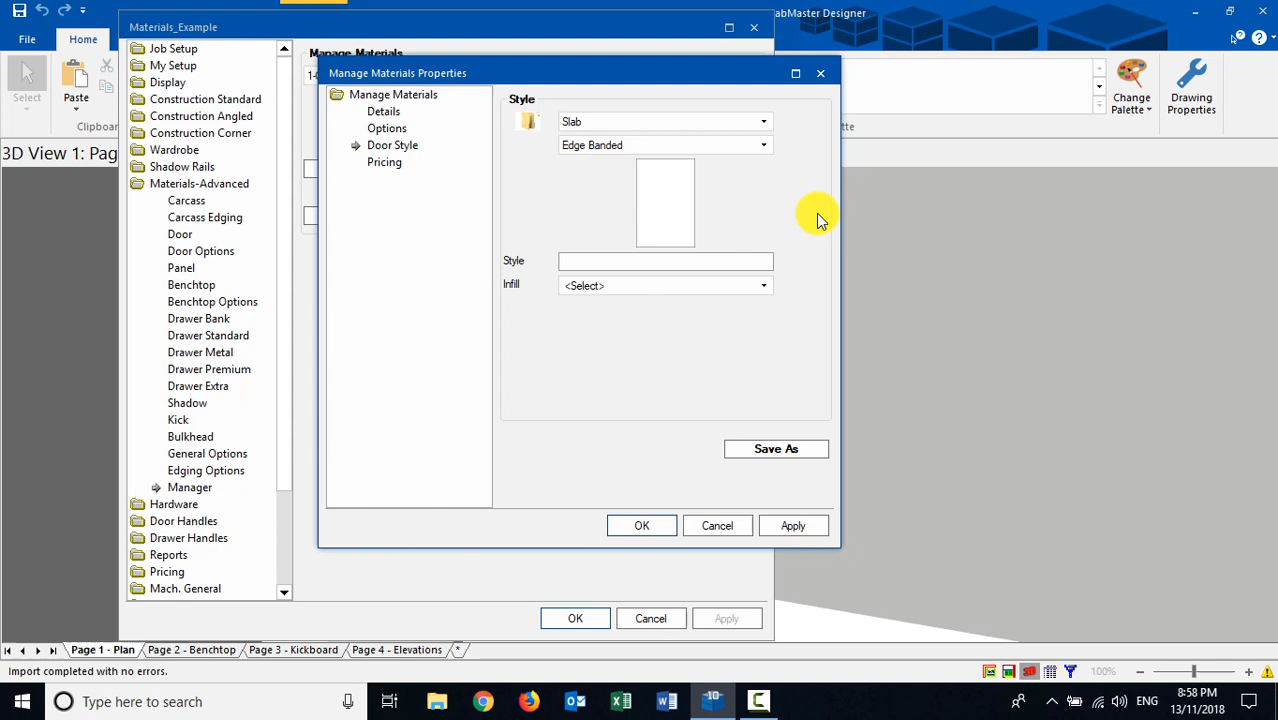 abMaster Designer
Materials_Example
File
Home
Select
Paste
Clipboar
Change
Palette
Drawing
Properties
3D View 1: Pag
Job Setup
My Setup
Display
Construction Standard
Construction Angled
Construction Corner
Wardrobe
Shadow Rails
Materials-Advanced
Carcass
Carcass Edging
Door
Door Options
Panel
Benchtop
Benchtop Options
Drawer Bank
Drawer Standard
Drawer Metal
Drawer Premium
Drawer Extra
Shadow
Kick
Bulkhead
General Options
Edging Options
Manager
Hardware
Door Handles
Drawer Handles
Reports
Pricing
Mach. General
Manage Materials
Manage Materials Properties
Manage Materials
Details
Options
Door Style
Pricing
Style
Slab
Edge Banded
Style
Infill
<Select>
Save As
OK
Cancel
Apply
OK
Cancel
Apply
Page 1 - Plan
Page 2 - Benchtop
Page 3 - Kickboard
Page 4 - Elevations
*
Import completed with no errors.
100%
Type here to search
ENG
8:58 PM
13/11/2018